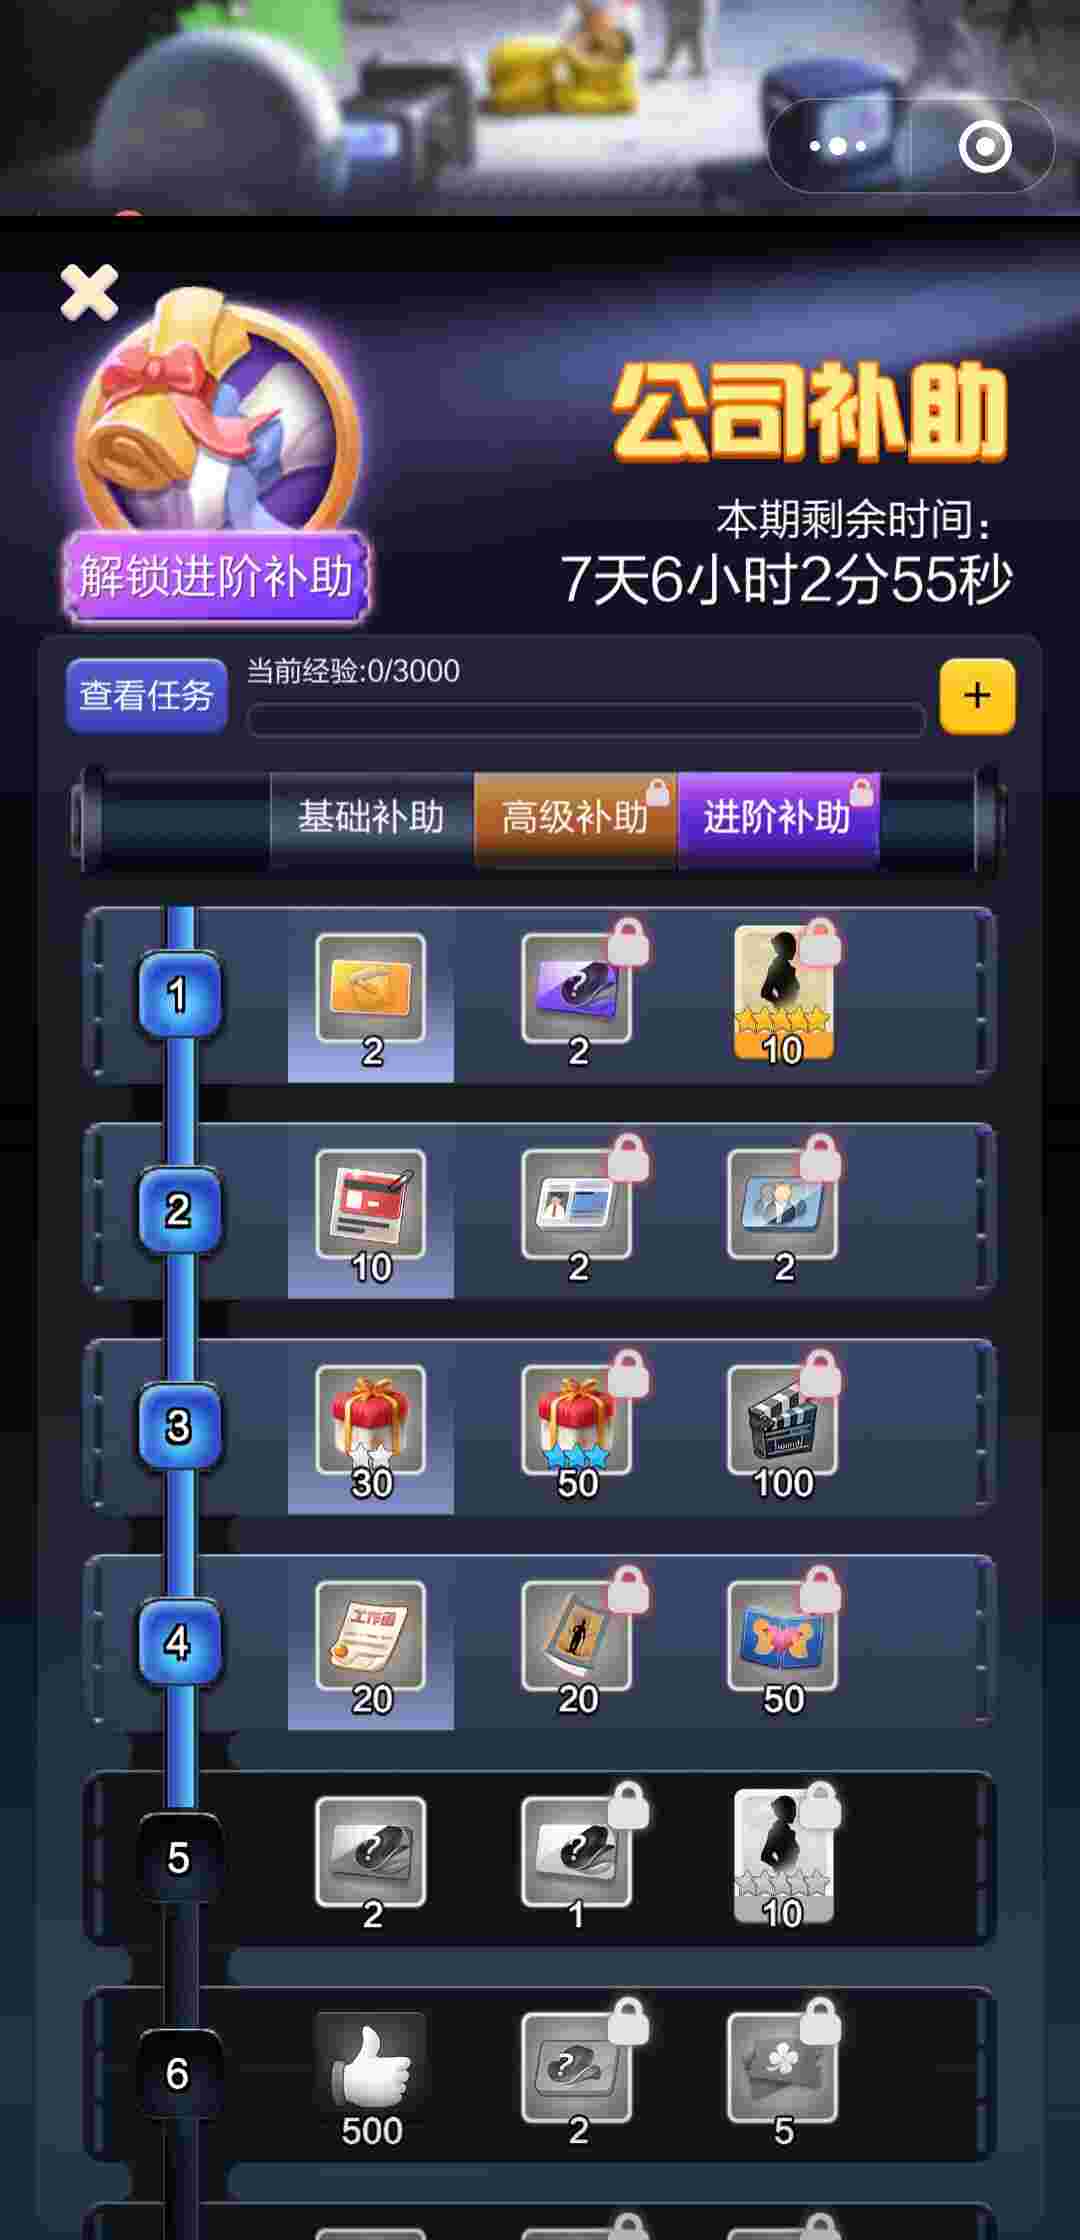 公司补助
本期剩余时间：
7天6小时2分55秒
解锁进阶补助
查看任务
当前经验:0/3000
+
基础补助 高级补助 进阶补助
1
2 ? 2 10
2
10 2 2
3
30 50 100
4
工作面
20 20 50
5
? 2 ? 1 10
6
500 ? 2 5